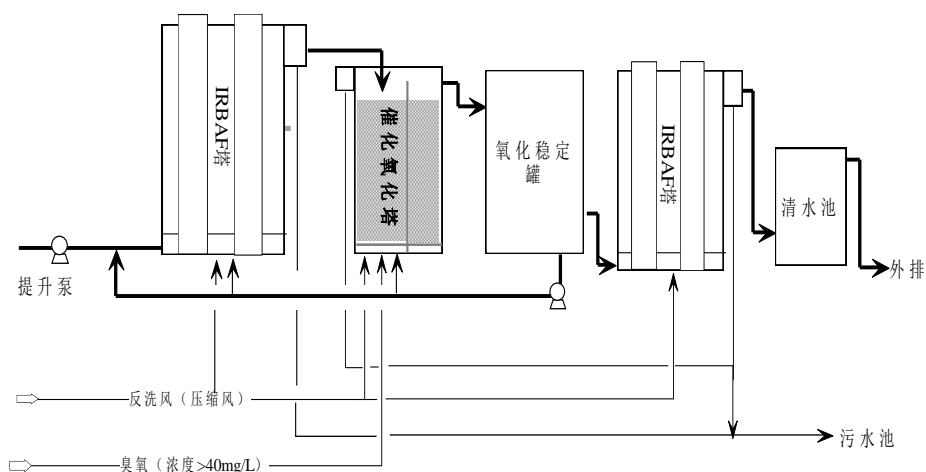 IRBAF塔
催化氧化塔
氧化稳定
罐
IRBAF塔
清水池
提升泵
外排
反洗风（压缩风）
污水池
臭氧（浓度>40mg/L）